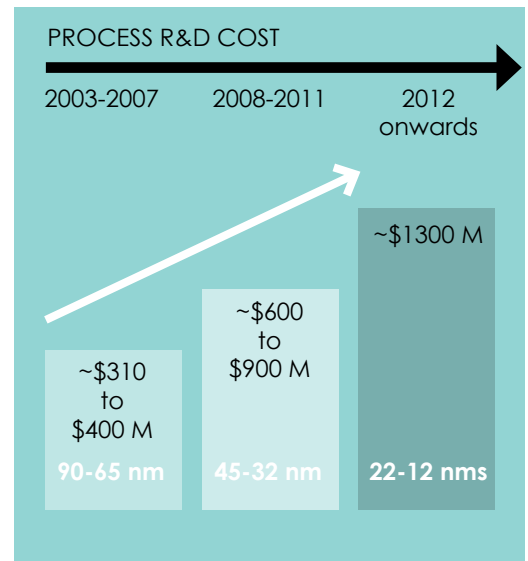 PROCESS R&D COST
2003-2007
2008-2011
2012
onwards
~$310
to
$400 M
90-65 nm
~$600
to
$900 M
45-32 nm
~$1300 M
22-12 nms